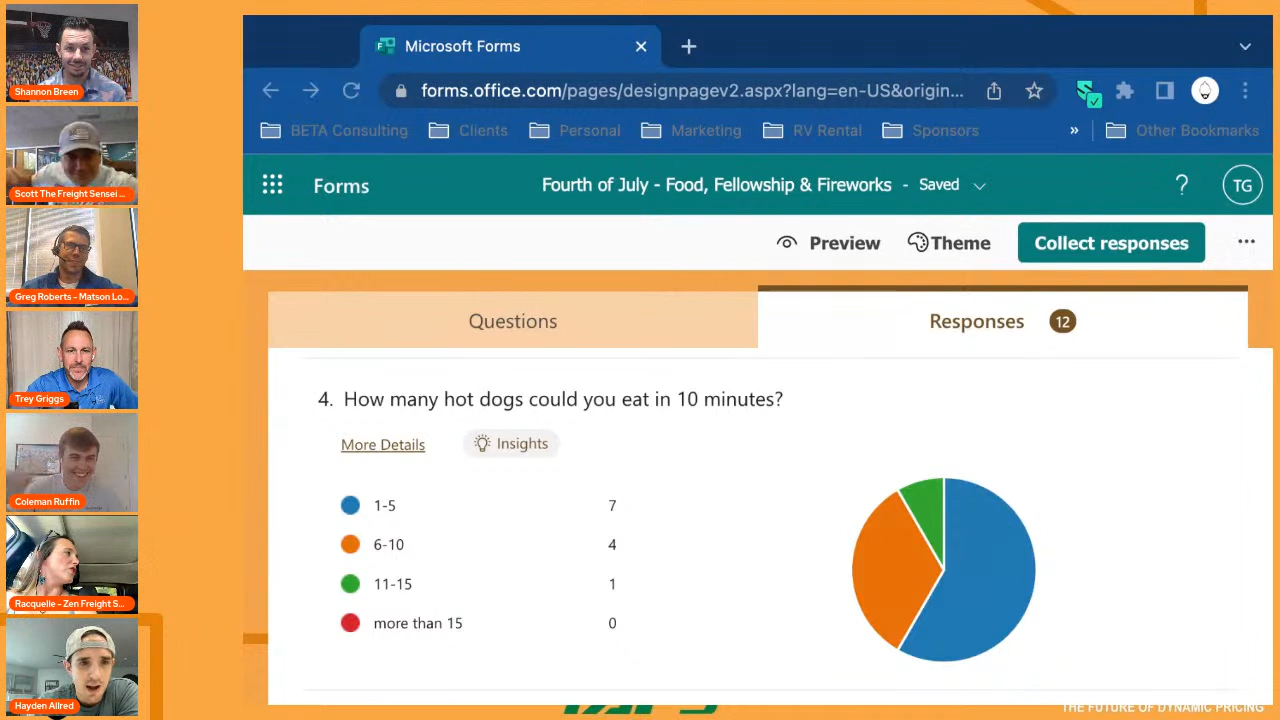 Shannon Breen
Scott The Freight Sensei ...
Greg Roberts - Matson Lo...
Trey Griggs
Coleman Ruffin
Racquelle - Zen Freight S...
Hayden Allred
Microsoft Forms
forms.office.com/pages/designpagev2.aspx?lang=en-US&origin...
BETA Consulting
Clients
Personal
Marketing
RV Rental
Sponsors
»
Other Bookmarks
Forms
Fourth of July - Food, Fellowship & Fireworks - Saved
?
TG
Preview
Theme
Collect responses
...
Questions
Responses 12
4. How many hot dogs could you eat in 10 minutes?
More Details
Insights
1-5 7
6-10 4
11-15 1
more than 15 0
THE FUTURE OF DYNAMIC PRICING